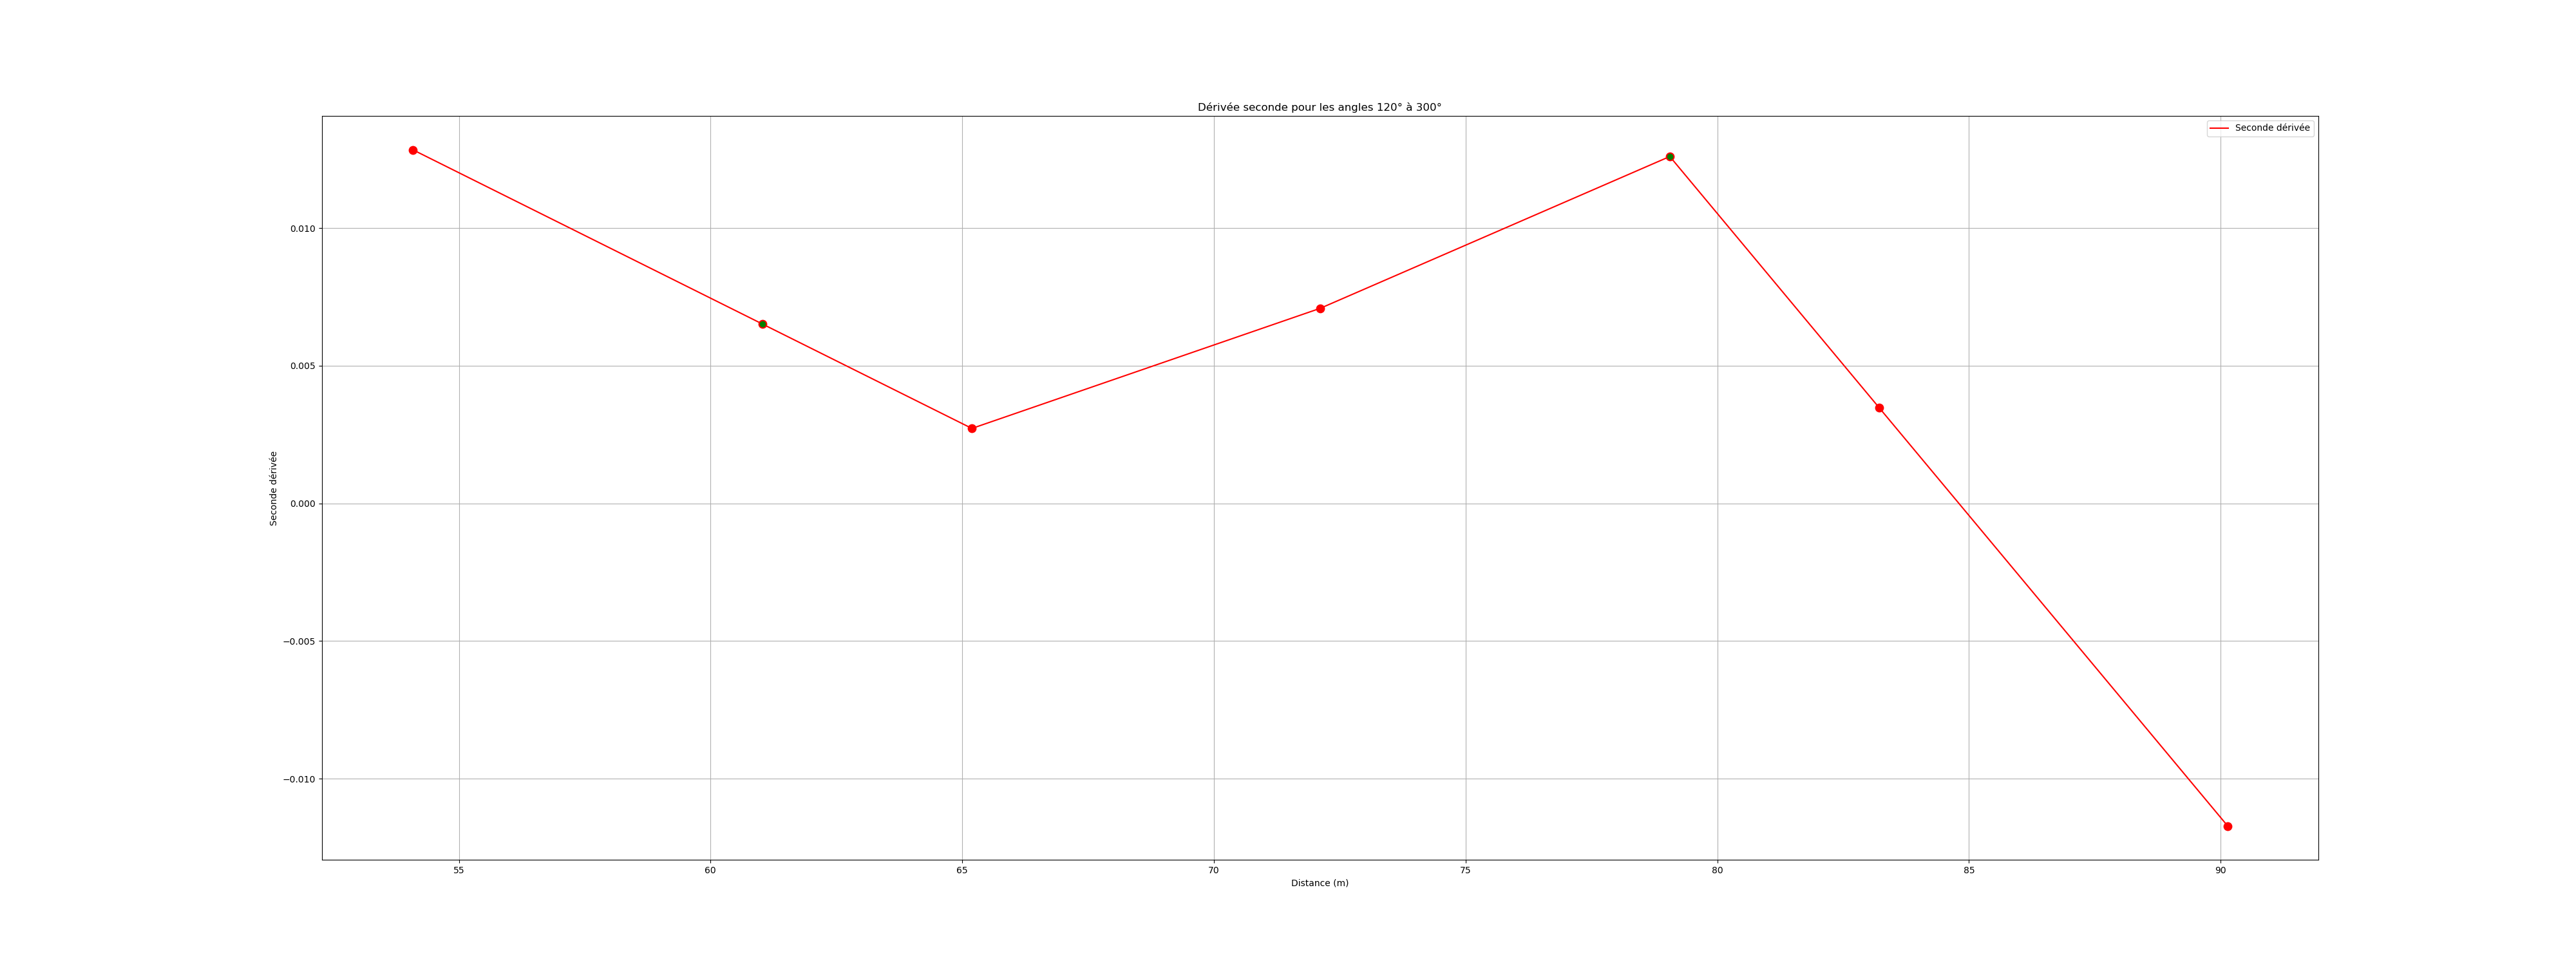 Dérivée seconde pour les angles 120° à 300°
Seconde dérivée
0.010
0.005
0.000
−0.005
−0.010
Seconde dérivée
55 60 65 70 75 80 85 90
Distance (m)